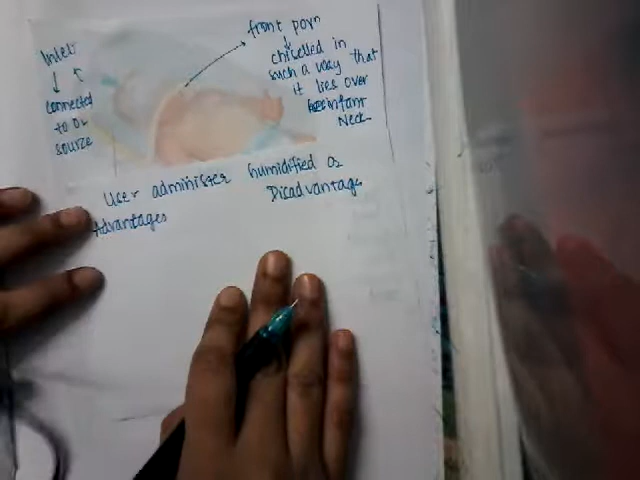 Inlet
connected
to O2
source
front porn
chiselled in
such a way that
it lies over
infant
Neck
User administer humidified O2
Advantages
Disadvantage